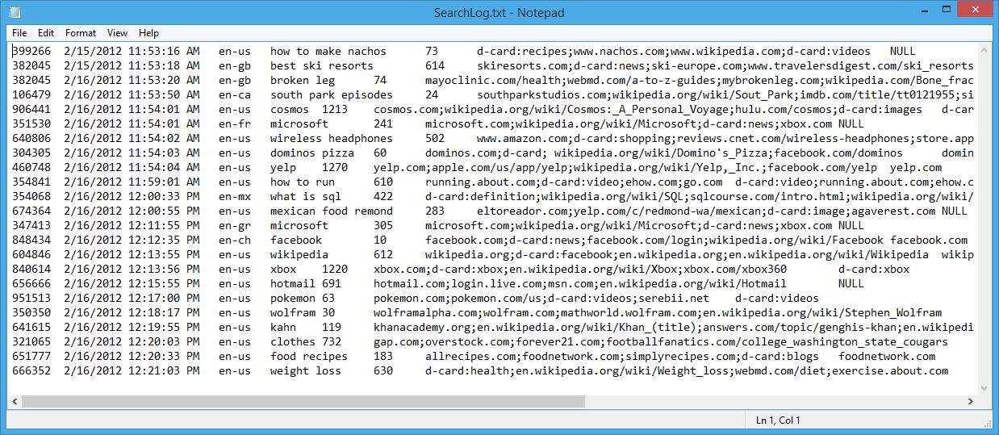 SearchLog.txt - Notepad
File Edit Format View Help
399266 2/15/2012 11:53:16 AM en-us how to make nachos 73 d-card:recipes;www.nachos.com;www.wikipedia.com;d-card:videos NULL
382045 2/15/2012 11:53:18 AM en-gb best ski resorts 614 skiresorts.com;d-card:news;ski-europe.com;www.travelersdigest.com/ski_resorts
382045 2/16/2012 11:53:20 AM en-gb broken leg 74 mayoclinic.com/health;webmd.com/a-to-z-guides;mybrokenleg.com;wikipedia.com/Bone_frac
106479 2/16/2012 11:53:50 AM en-ca south park episodes 24 southparkstudios.com;wikipedia.org/wiki/Sout_Park;imdb.com/title/tt0121955;si
906441 2/16/2012 11:54:01 AM en-us cosmos 1213 cosmos.com;wikipedia.org/wiki/Cosmos:_A_Personal_Voyage;hulu.com/cosmos;d-card:images d-car
351530 2/16/2012 11:54:01 AM en-fr microsoft 241 microsoft.com;wikipedia.org/wiki/Microsoft;d-card:news;xbox.com NULL
640806 2/16/2012 11:54:02 AM en-us wireless headphones 502 www.amazon.com;d-card:shopping;reviews.cnet.com/wireless-headphones;store.app
304305 2/16/2012 11:54:03 AM en-us dominos pizza 60 dominos.com;d-card; wikipedia.org/wiki/Domino's_Pizza;facebook.com/dominos domin
460748 2/16/2012 11:54:04 AM en-us yelp 1270 yelp.com;apple.com/us/app/yelp;wikipedia.org/wiki/Yelp,_Inc.;facebook.com/yelp yelp.com
354841 2/16/2012 11:59:01 AM en-us how to run 610 running.about.com;d-card:video;ehow.com;go.com d-card:video;running.about.com;ehow.c
354068 2/16/2012 12:00:33 PM en-mx what is sql 422 d-card:definition;wikipedia.org/wiki/SQL;sqlcourse.com/intro.html;wikipedia.org/wiki/
674364 2/16/2012 12:00:55 PM en-us mexican food remond 283 eltoreador.com;yelp.com/c/redmond-wa/mexican;d-card:image;agaverest.com NULL
347413 2/16/2012 12:11:55 PM en-gr microsoft 305 microsoft.com;wikipedia.org/wiki/Microsoft;d-card:news;xbox.com NULL
848434 2/16/2012 12:12:35 PM en-ch facebook 10 facebook.com;d-card:news;facebook.com/login;wikipedia.org/wiki/Facebook facebook.com
604846 2/16/2012 12:13:55 PM en-us wikipedia 612 wikipedia.org;d-card:facebook;en.wikipedia.org;en.wikipedia.org/wiki/Wikipedia wikip
840614 2/16/2012 12:13:56 PM en-us xbox 1220 xbox.com;d-card:xbox;en.wikipedia.org/wiki/Xbox;xbox.com/xbox360 d-card:xbox
656666 2/16/2012 12:15:55 PM en-us hotmail 691 hotmail.com;login.live.com;msn.com;en.wikipedia.org/wiki/Hotmail NULL
951513 2/16/2012 12:17:00 PM en-us pokemon 63 pokemon.com;pokemon.com/us;d-card:videos;serebii.net d-card:videos
350350 2/16/2012 12:18:17 PM en-us wolfram 30 wolframalpha.com;wolfram.com;mathworld.wolfram.com;en.wikipedia.org/wiki/Stephen_Wolfram
641615 2/16/2012 12:19:55 PM en-us kahn 119 khanacademy.org;en.wikipedia.org/wiki/Khan_(title);answers.com/topic/genghis-khan;en.wikipedi
321065 2/16/2012 12:20:03 PM en-us clothes 732 gap.com;overstock.com;forever21.com;footballfanatics.com/college_washington_state_cougars
651777 2/16/2012 12:20:33 PM en-us food recipes 183 allrecipes.com;foodnetwork.com;simplyrecipes.com;d-card:blogs foodnetwork.com
666352 2/16/2012 12:21:03 PM en-us weight loss 630 d-card:health;en.wikipedia.org/wiki/Weight_loss;webmd.com/diet;exercise.about.com
Ln 1, Col 1